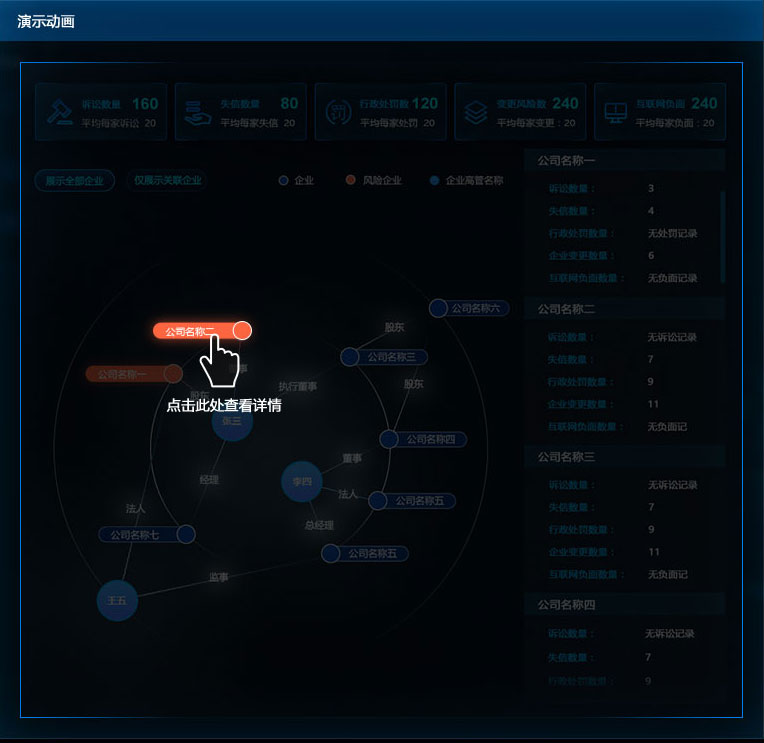 演示动画
诉讼数量 160
平均每家诉讼 20
失信数量 80
平均每家失信 20
行政处罚数 120
平均每家处罚 20
变更风险数 240
平均每家变更：20
互联网负面 240
平均每家负面：20
展示全部企业
仅展示关联企业
企业
风险企业
企业高管名称
公司名称六
股东
公司名称二
公司名称三
公司名称一
股东
执行董事
点击此处查看详情
张三
公司名称四
董事
经理
李四
法人
公司名称五
法人
总经理
公司名称七
公司名称五
监事
王五
公司名称一
诉讼数量： 3
失信数量： 4
行政处罚数量： 无处罚记录
企业变更数量： 6
互联网负面数量： 无负面记录
公司名称二
诉讼数量： 无诉讼记录
失信数量： 7
行政处罚数量： 9
企业变更数量： 11
互联网负面数量： 无负面记
公司名称三
诉讼数量： 无诉讼记录
失信数量： 7
行政处罚数量： 9
企业变更数量： 11
互联网负面数量： 无负面记
公司名称四
诉讼数量： 无诉讼记录
失信数量： 7
行政处罚数量： 9